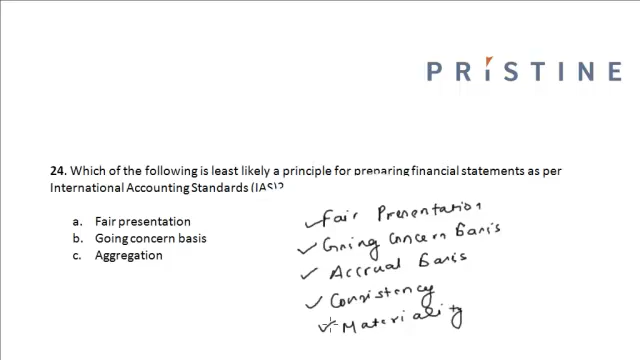 PRISTINE
24. Which of the following is least likely a principle for preparing financial statements as per
International Accounting Standards (IAS)?
a. Fair presentation
b. Going concern basis
c. Aggregation
Fair Presentation
Going Concern Basis
Accrual Basis
Consistency
Materiality